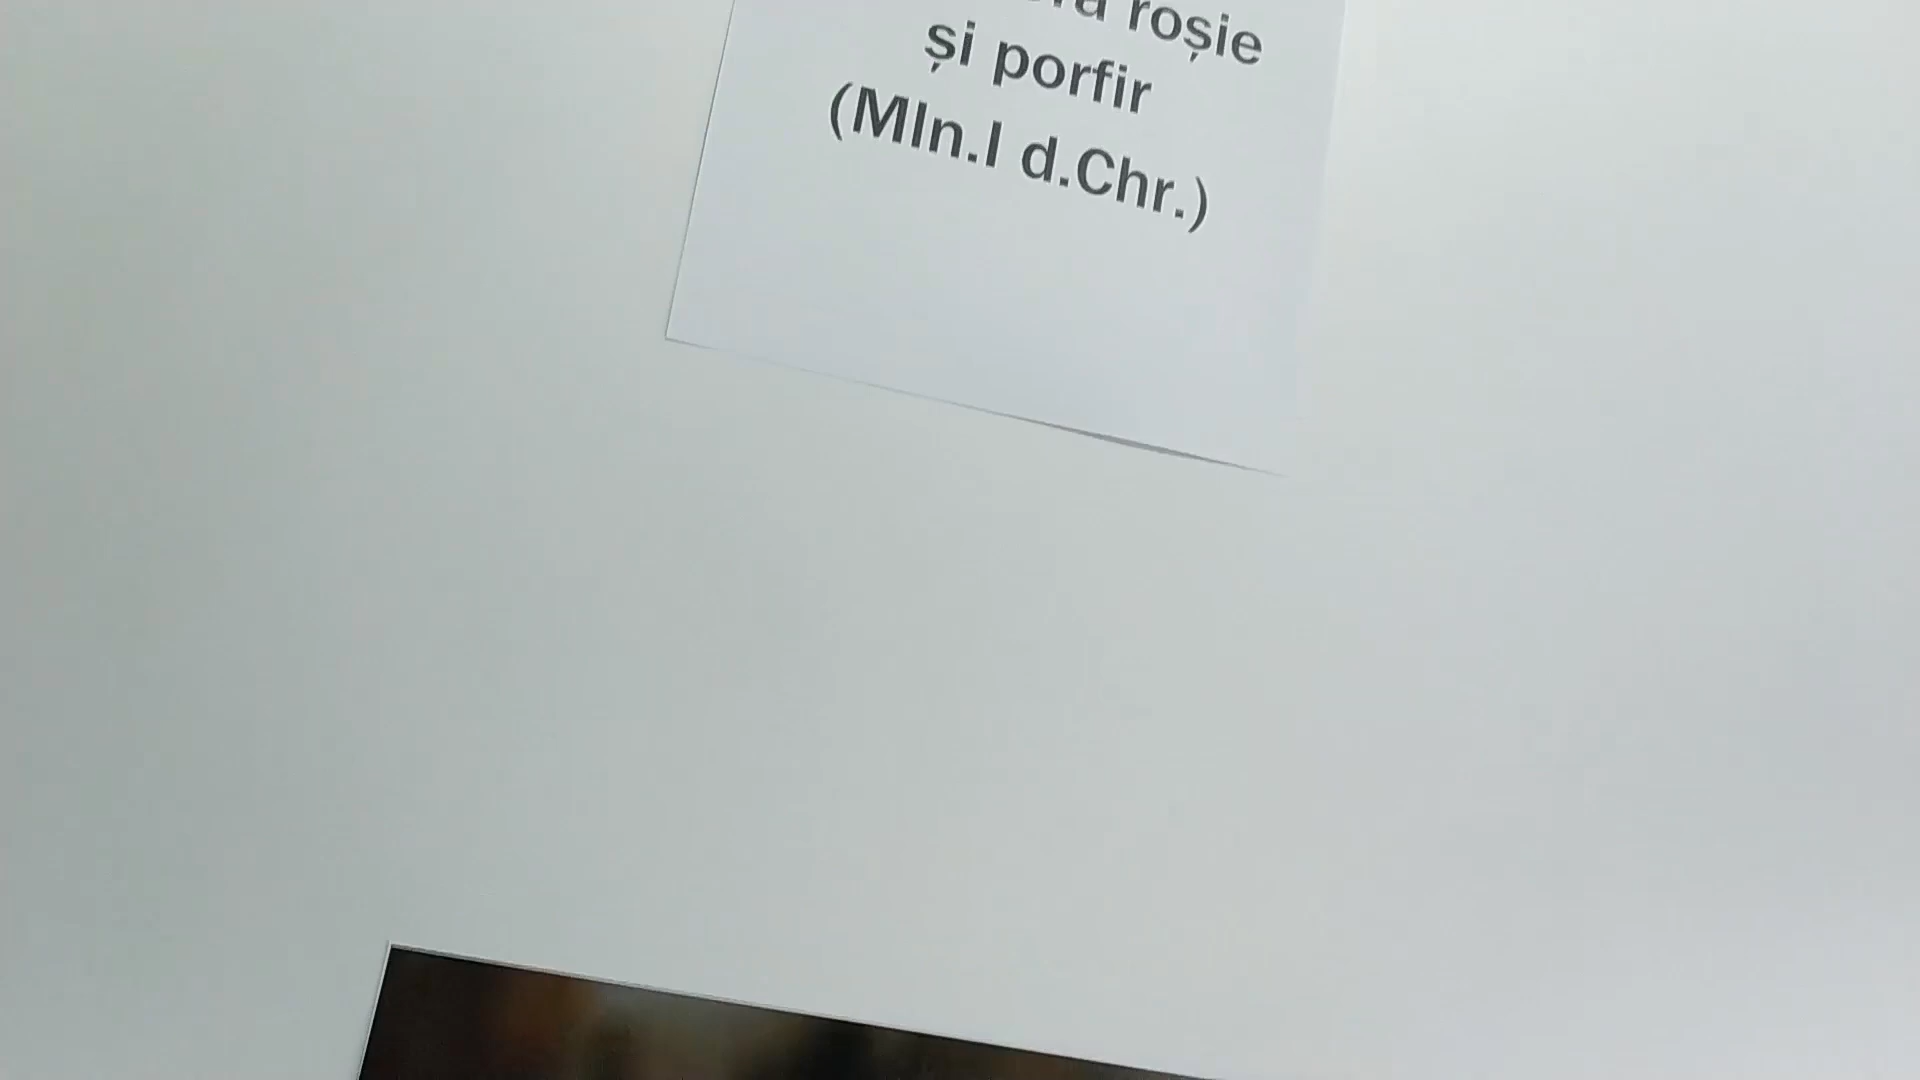 roșie
și porfir
(Mln.I d.Chr.)